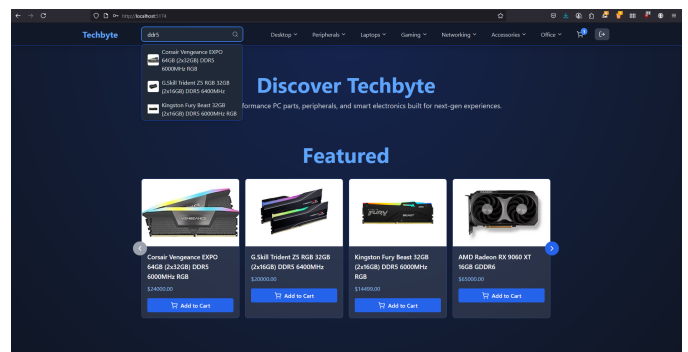 http://localhost:5174
Techbyte
ddr5
Desktop
Peripherals
Laptops
Gaming
Networking
Accessories
Office
Corsair Vengeance EXPO
64GB (2x32GB) DDR5
6000MHz RGB
G.Skill Trident Z5 RGB 32GB
(2x16GB) DDR5 6400MHz
Kingston Fury Beast 32GB
(2x16GB) DDR5 6000MHz RGB
Discover Techbyte
formance PC parts, peripherals, and smart electronics built for next-gen experiences.
Featured
VENGEANCE
FURY
BEAST
Corsair Vengeance EXPO
64GB (2x32GB) DDR5
6000MHz RGB
$24000.00
Add to Cart
G.Skill Trident Z5 RGB 32GB
(2x16GB) DDR5 6400MHz
$20000.00
Add to Cart
Kingston Fury Beast 32GB
(2x16GB) DDR5 6000MHz
RGB
$14499.00
Add to Cart
AMD Radeon RX 9060 XT
16GB GDDR6
$65000.00
Add to Cart